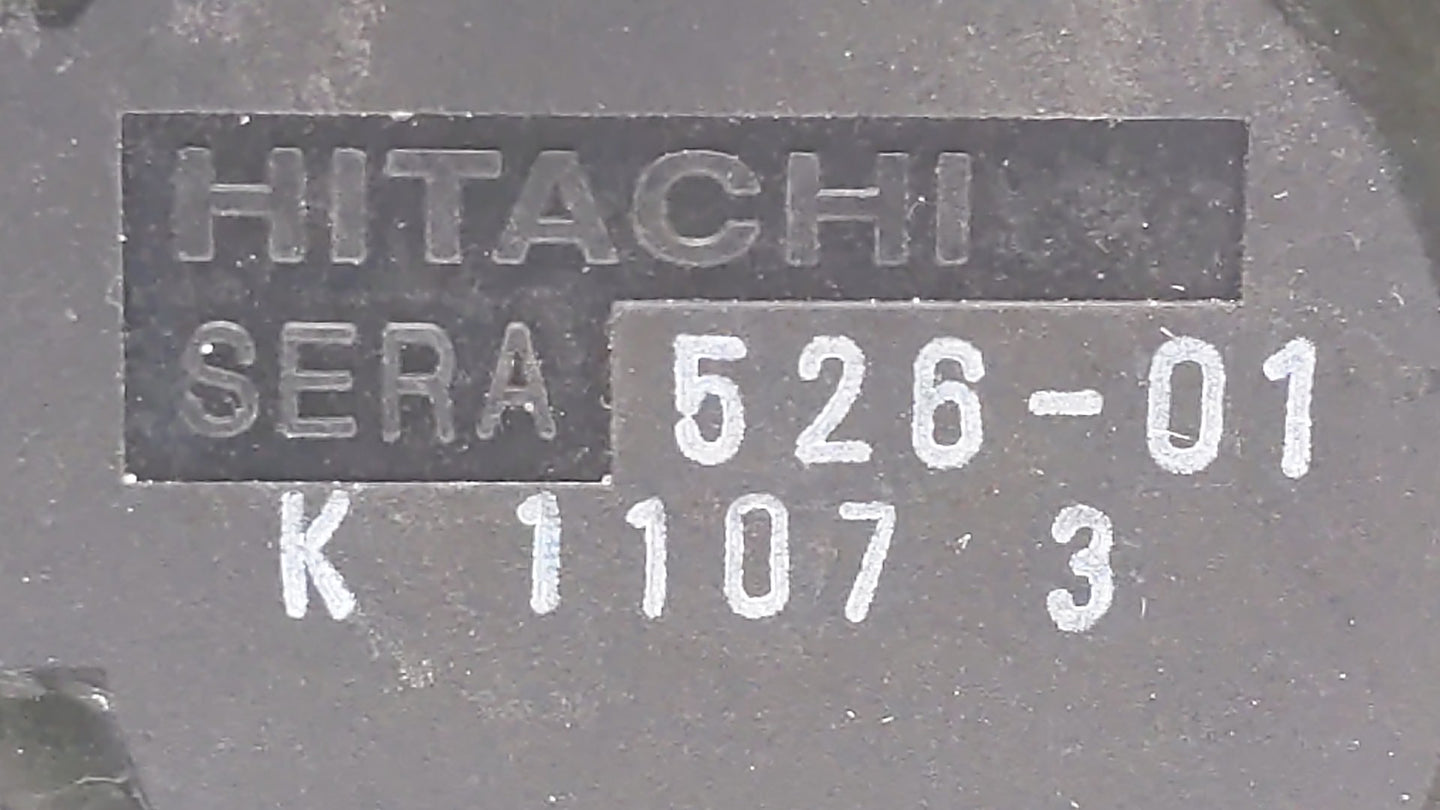 HITACHI
SERA 526-01
K 1107 3